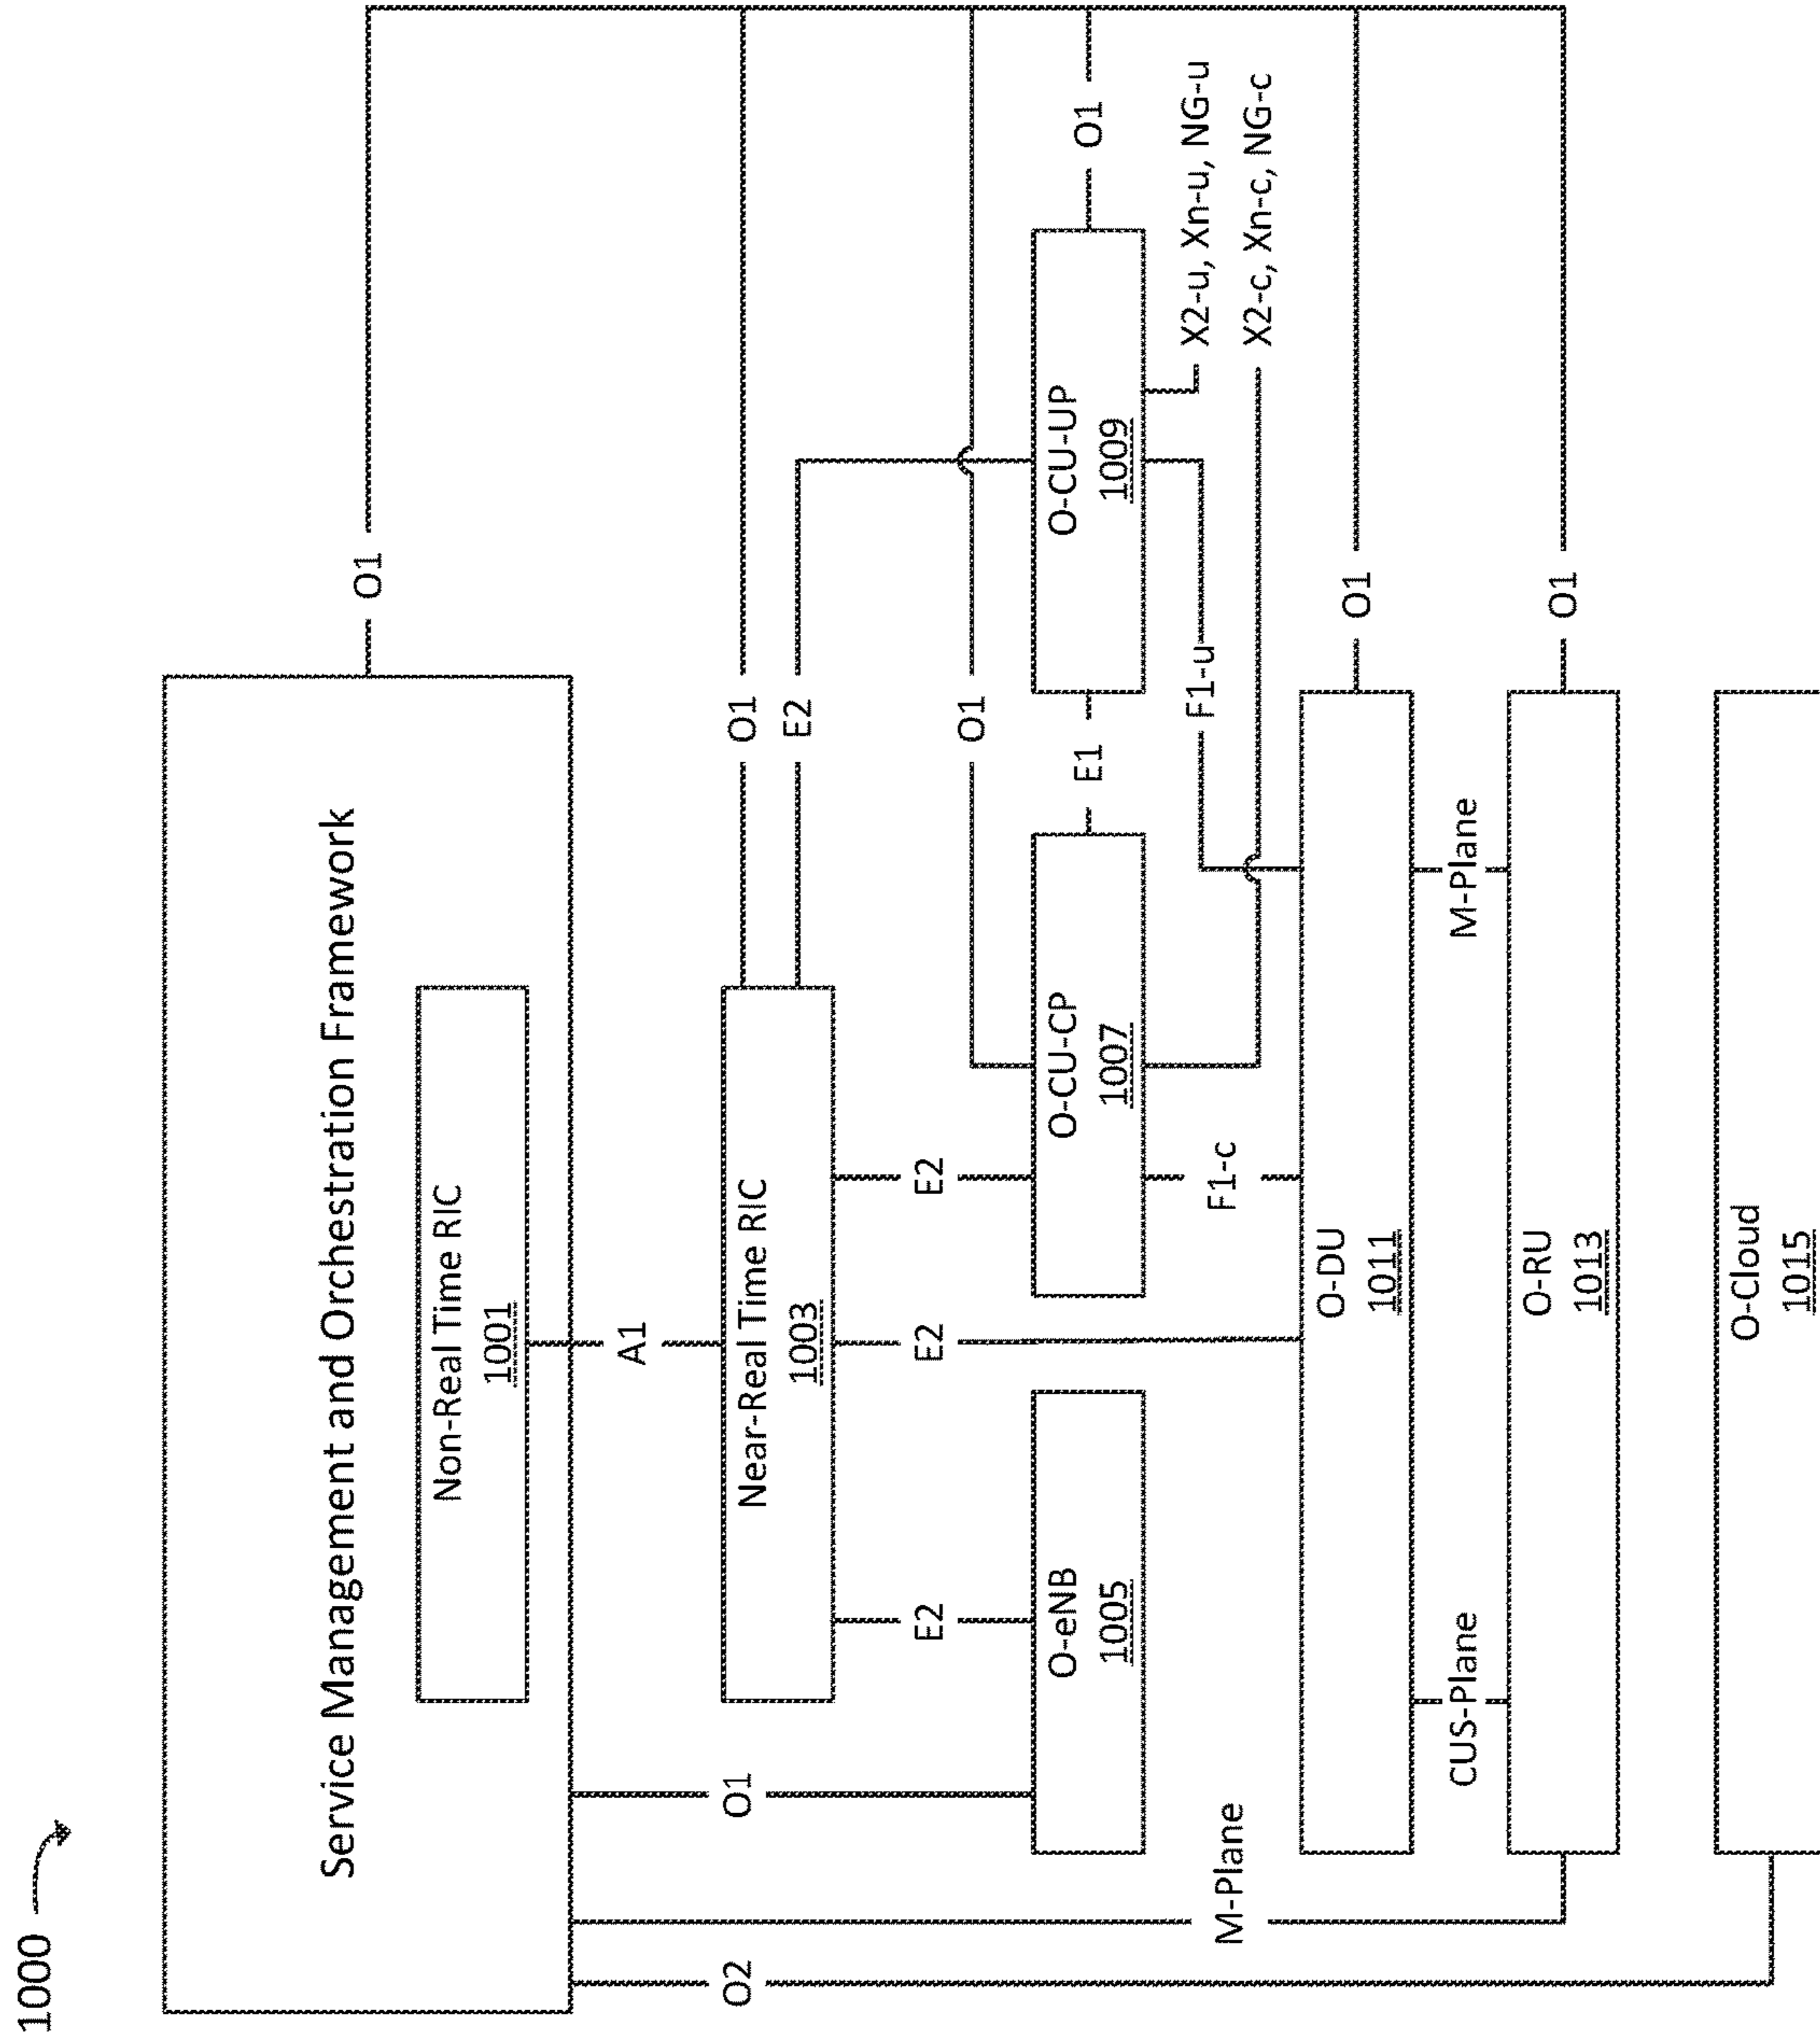 1000
Service Management and Orchestration Framework
Non-Real Time RIC
1001
O1
A1
O1
O2
O1
E2
Near-Real Time RIC
1003
E2
E2
E2
O1
O-eNB
1005
O-CU-CP
1007
E1
O-CU-UP
1009
O1
M-Plane
F1-c
F1-u
X2-u, Xn-u, NG-u
X2-c, Xn-c, NG-c
O-DU
1011
O1
CUS-Plane
M-Plane
O-RU
1013
O1
O-Cloud
1015